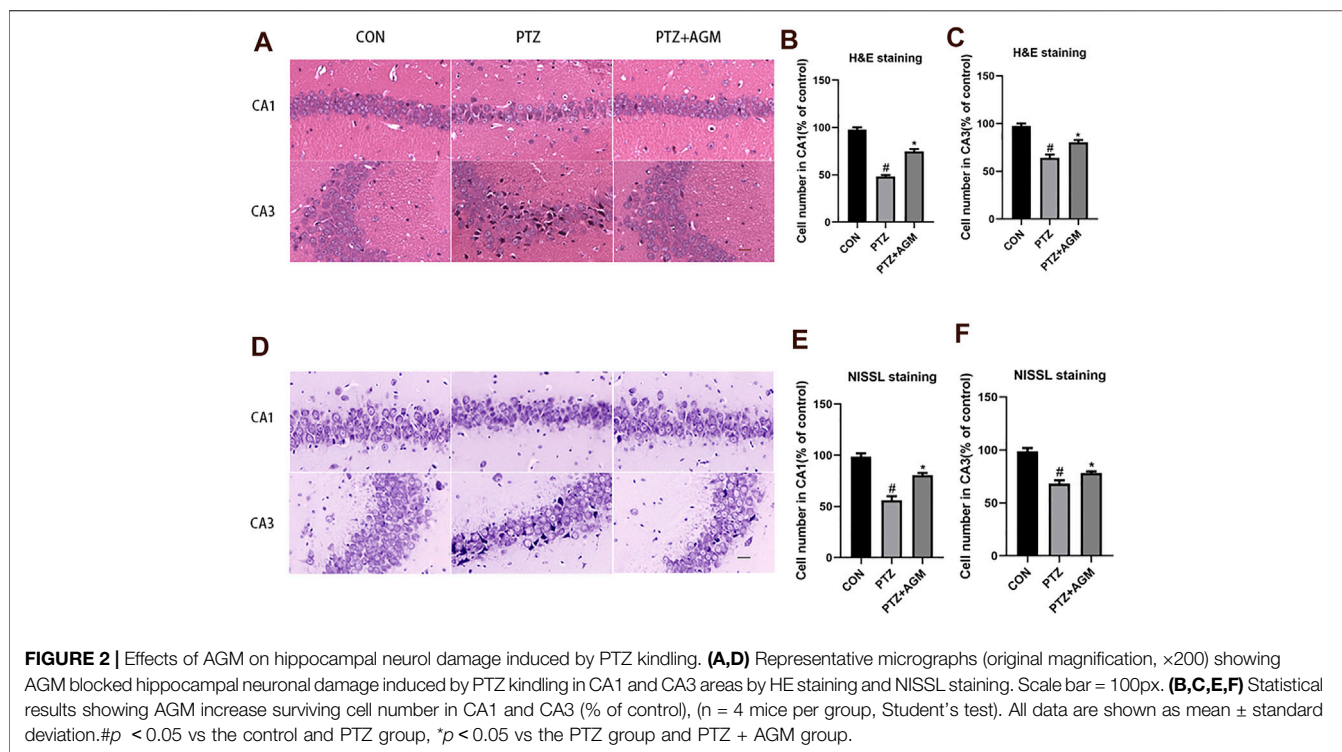 A
CON
PTZ
PTZ+AGM
CA1
CA3
B
H&E staining
Cell number in CA1(% of control)
150
100
50
0
#
*
CON
PTZ
PTZ+AGM
C
H&E staining
Cell number in CA3(% of control)
150
100
50
0
#
*
CON
PTZ
PTZ+AGM
D
CA1
CA3
E
NISSL staining
Cell number in CA1(% of control)
150
100
50
0
#
*
CON
PTZ
PTZ+AGM
F
NISSL staining
Cell number in CA3(% of control)
150
100
50
0
#
*
CON
PTZ
PTZ+AGM
FIGURE 2 | Effects of AGM on hippocampal neurol damage induced by PTZ kindling. (A,D) Representative micrographs (original magnification, ×200) showing
AGM blocked hippocampal neuronal damage induced by PTZ kindling in CA1 and CA3 areas by HE staining and NISSL staining. Scale bar = 100px. (B,C,E,F) Statistical
results showing AGM increase surviving cell number in CA1 and CA3 (% of control), (n = 4 mice per group, Student's test). All data are shown as mean ± standard
deviation.#p < 0.05 vs the control and PTZ group, *p < 0.05 vs the PTZ group and PTZ + AGM group.